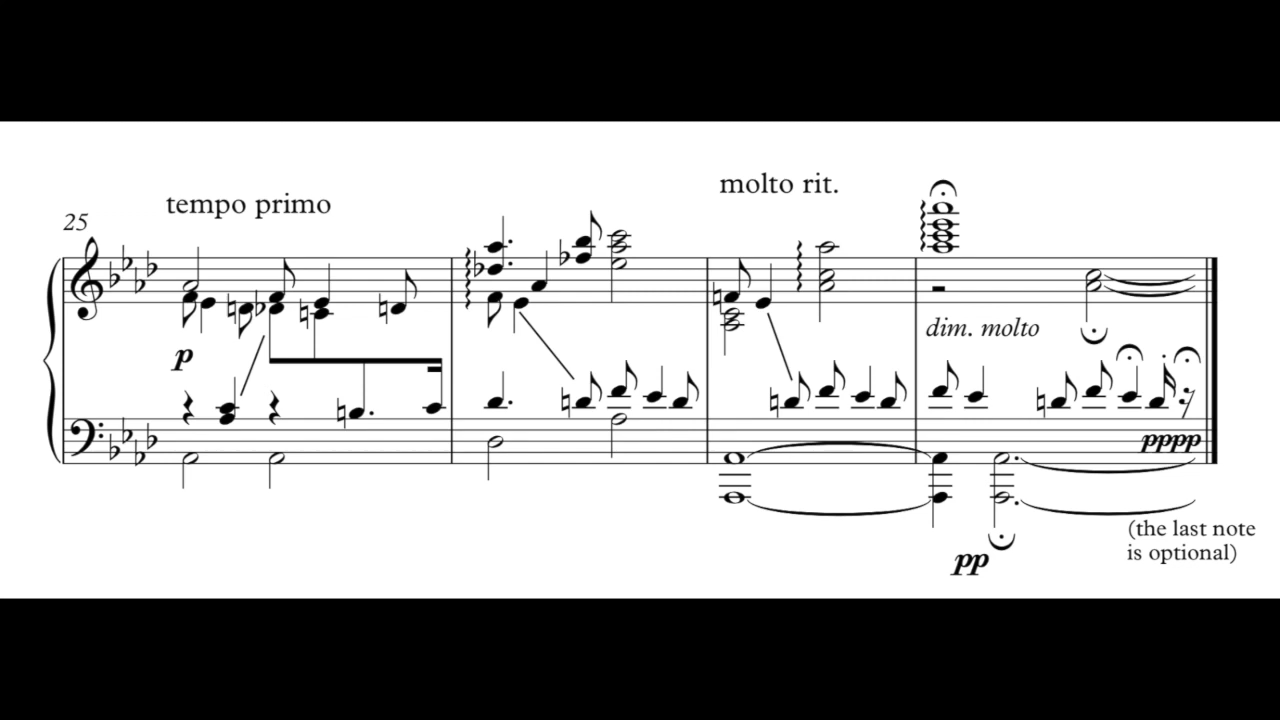 molto rit.
tempo primo
25
dim. molto
p
pppp
(the last note
is optional)
pp